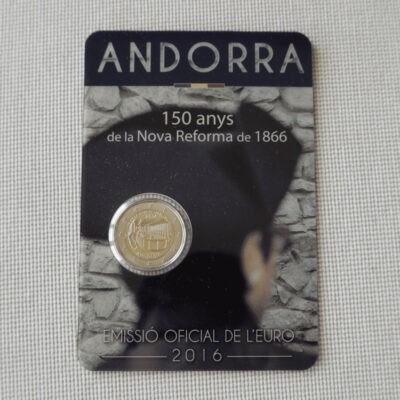 ANDORRA
150 anys
de la Nova Reforma de 1866
EMISSIÓ OFICIAL DE L'EURO
2016